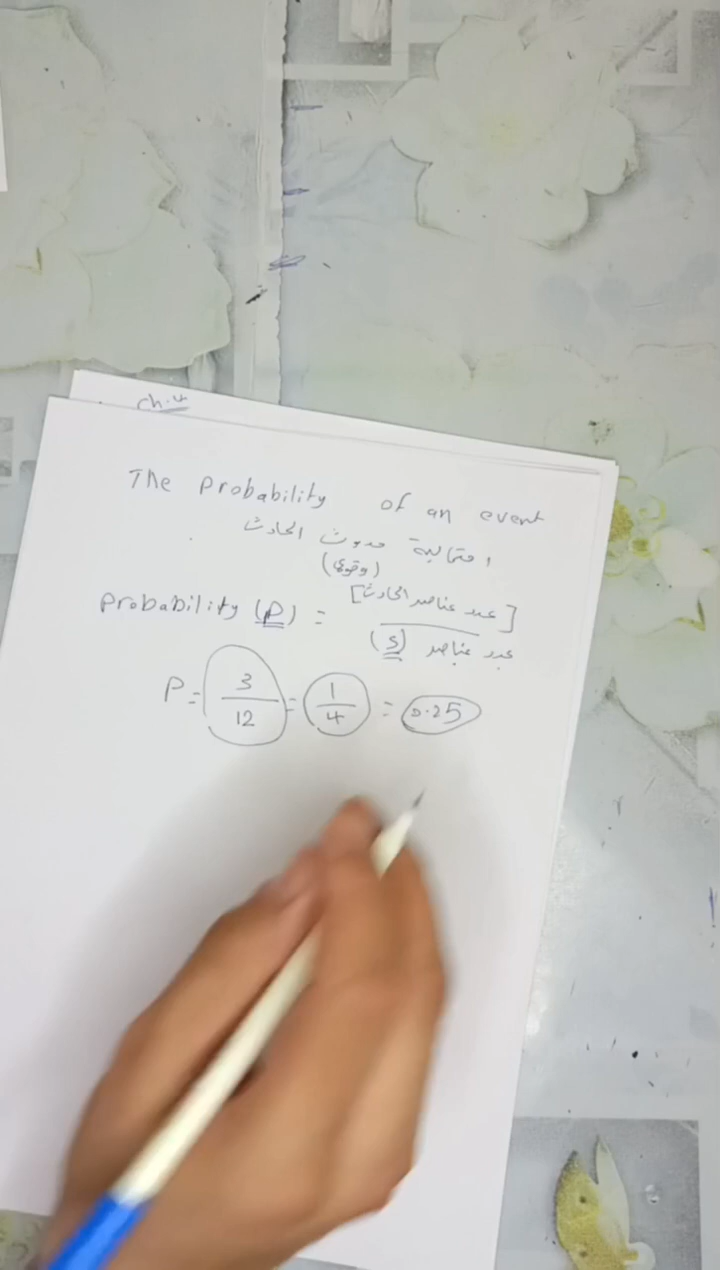 ch.4
The probability of an event
احتمالية حدوث الحادث
(وقوع)
[عدد عناصر الحادث]
Probability (P) =
عدد عناصر (S)
P = 3/12 = 1/4 = 0.25